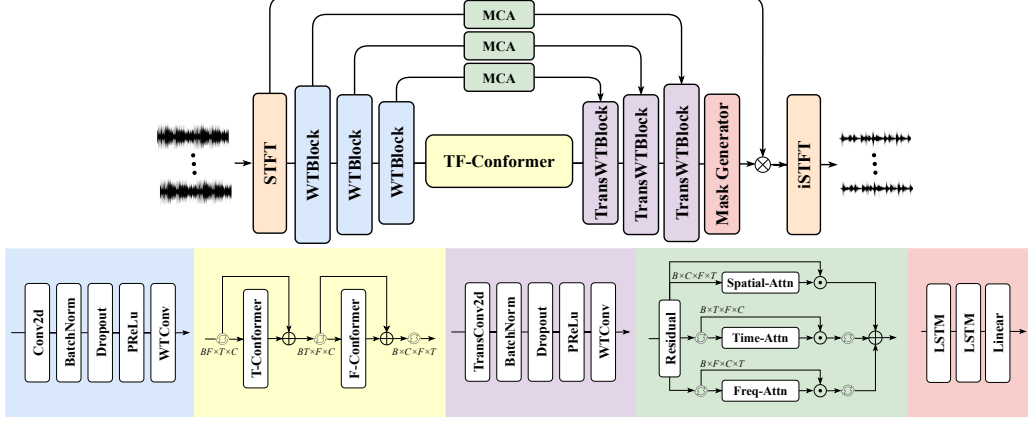 MCA
MCA
MCA
STFT
WTBlock
WTBlock
WTBlock
TF-Conformer
TransWTBlock
TransWTBlock
TransWTBlock
Mask Generator
iSTFT
Conv2d
BatchNorm
Dropout
PReLu
WTConv
BF×T×C
T-Conformer
BT×F×C
F-Conformer
B×C×F×T
TransConv2d
BatchNorm
Dropout
PReLu
WTConv
Residual
B×C×F×T
Spatial-Attn
B×T×F×C
Time-Attn
B×F×C×T
Freq-Attn
LSTM
LSTM
Linear